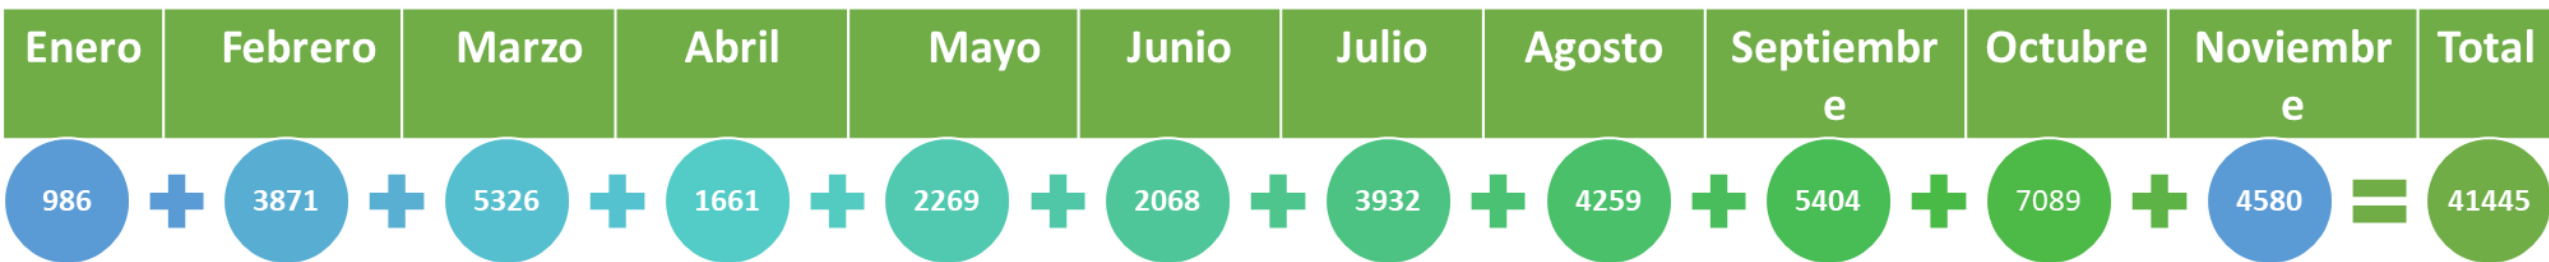 Enero Febrero Marzo Abril Mayo Junio Julio Agosto Septiembr Octubre Noviembr Total
e e
986 + 3871 + 5326 + 1661 + 2269 + 2068 + 3932 + 4259 + 5404 + 7089 + 4580 = 41445